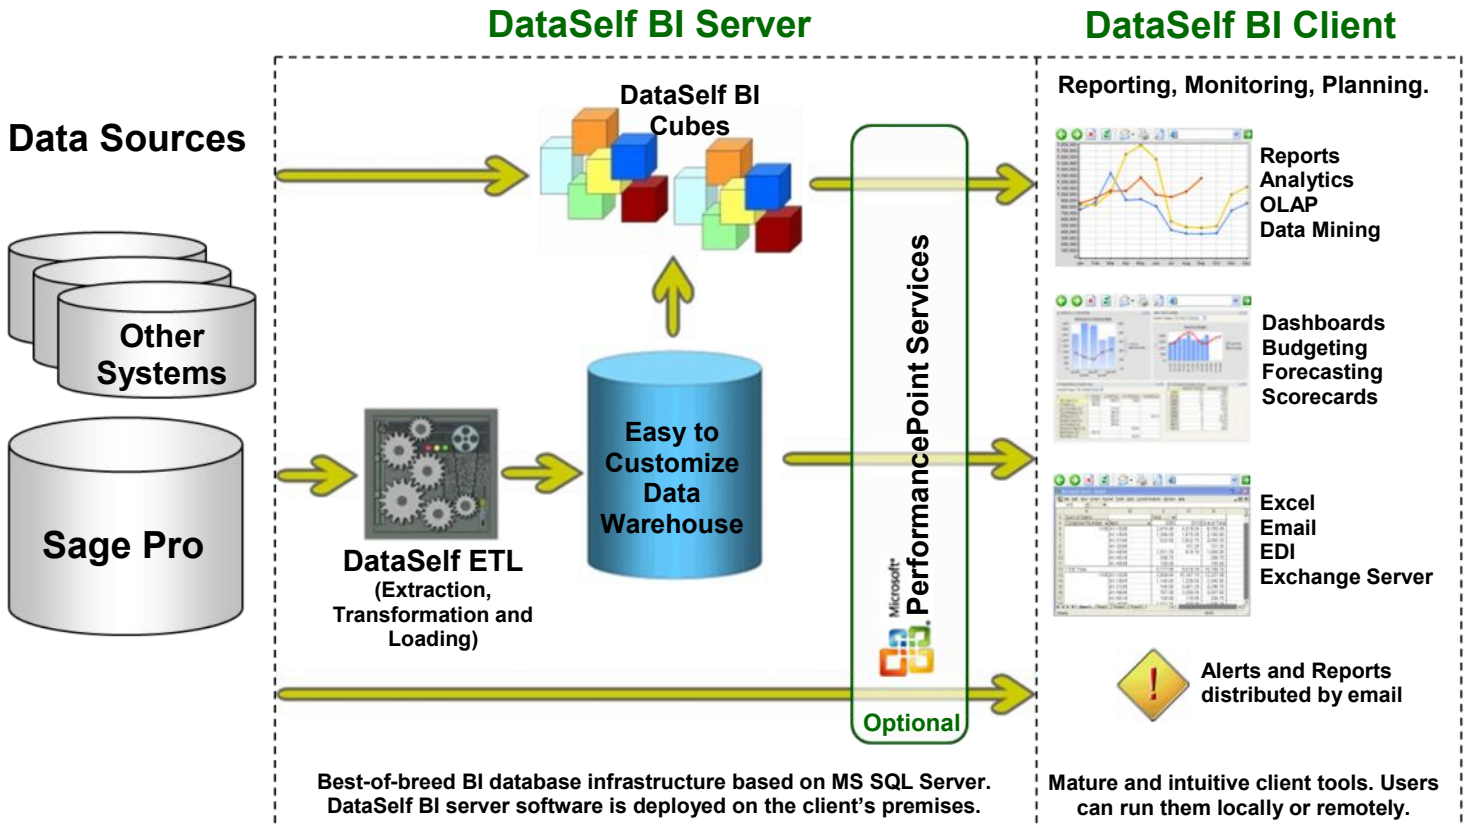 DataSelf BI Server
DataSelf BI Client
Data Sources
Other
Systems
Sage Pro
DataSelf BI
Cubes
DataSelf ETL
(Extraction,
Transformation and
Loading)
Easy to
Customize
Data
Warehouse
Microsoft®
PerformancePoint Services
Optional
Best-of-breed BI database infrastructure based on MS SQL Server.
DataSelf BI server software is deployed on the client’s premises.
Reporting, Monitoring, Planning.
Reports
Analytics
OLAP
Data Mining
Dashboards
Budgeting
Forecasting
Scorecards
Excel
Email
EDI
Exchange Server
Alerts and Reports
distributed by email
Mature and intuitive client tools. Users
can run them locally or remotely.